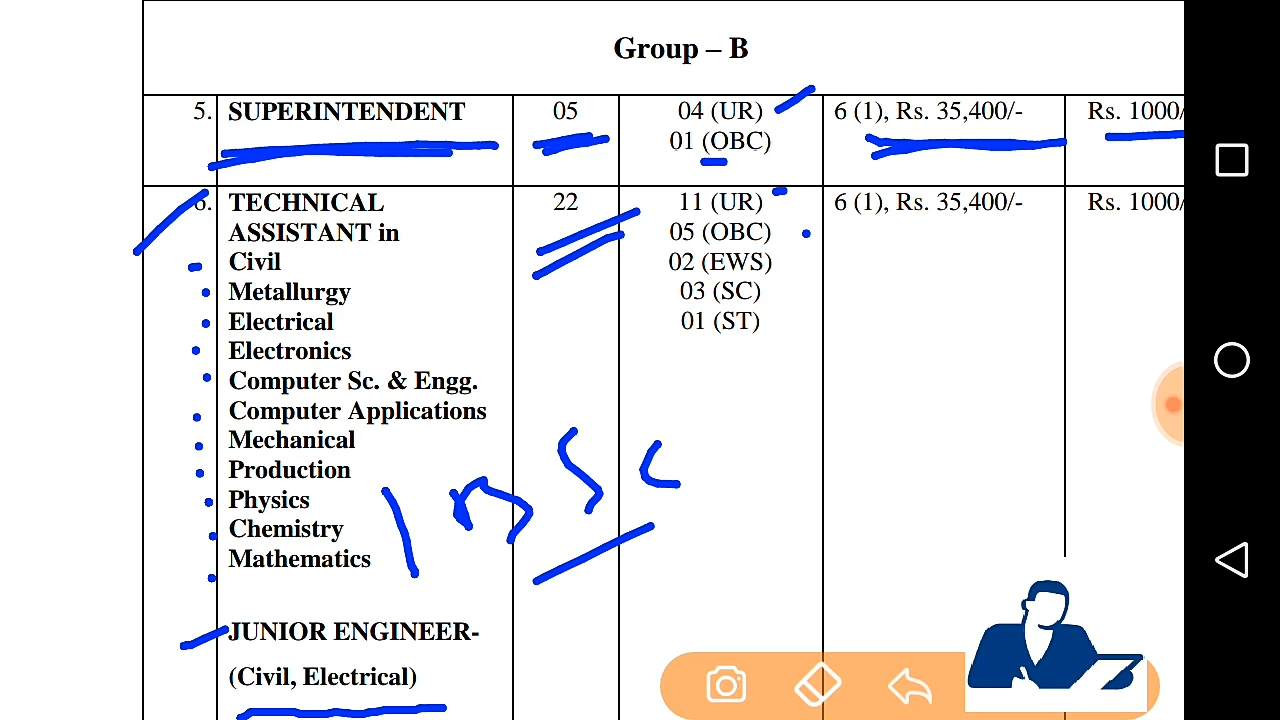 Group – B
5. SUPERINTENDENT 05 04 (UR) 6 (1), Rs. 35,400/- Rs. 1000/
01 (OBC)
6. TECHNICAL 22 11 (UR) 6 (1), Rs. 35,400/- Rs. 1000/
ASSISTANT in 05 (OBC)
Civil 02 (EWS)
Metallurgy 03 (SC)
Electrical 01 (ST)
Electronics
Computer Sc. & Engg.
Computer Applications
Mechanical
Production
Physics
Chemistry
Mathematics
JUNIOR ENGINEER-
(Civil, Electrical)